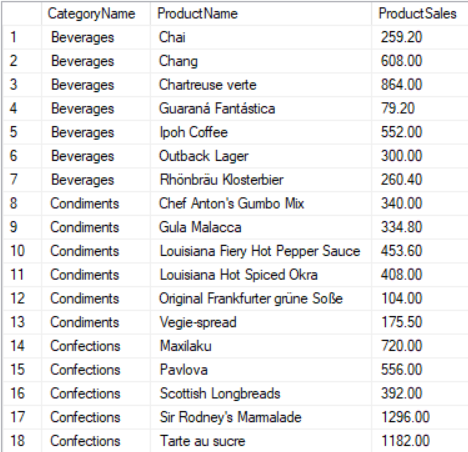 CategoryName ProductName ProductSales
1 Beverages Chai 259.20
2 Beverages Chang 608.00
3 Beverages Chartreuse verte 864.00
4 Beverages Guaraná Fantástica 79.20
5 Beverages Ipoh Coffee 552.00
6 Beverages Outback Lager 300.00
7 Beverages Rhönbräu Klosterbier 260.40
8 Condiments Chef Anton's Gumbo Mix 340.00
9 Condiments Gula Malacca 334.80
10 Condiments Louisiana Fiery Hot Pepper Sauce 453.60
11 Condiments Louisiana Hot Spiced Okra 408.00
12 Condiments Original Frankfurter grüne Soße 104.00
13 Condiments Vegie-spread 175.50
14 Confections Maxilaku 720.00
15 Confections Pavlova 556.00
16 Confections Scottish Longbreads 392.00
17 Confections Sir Rodney's Marmalade 1296.00
18 Confections Tarte au sucre 1182.00